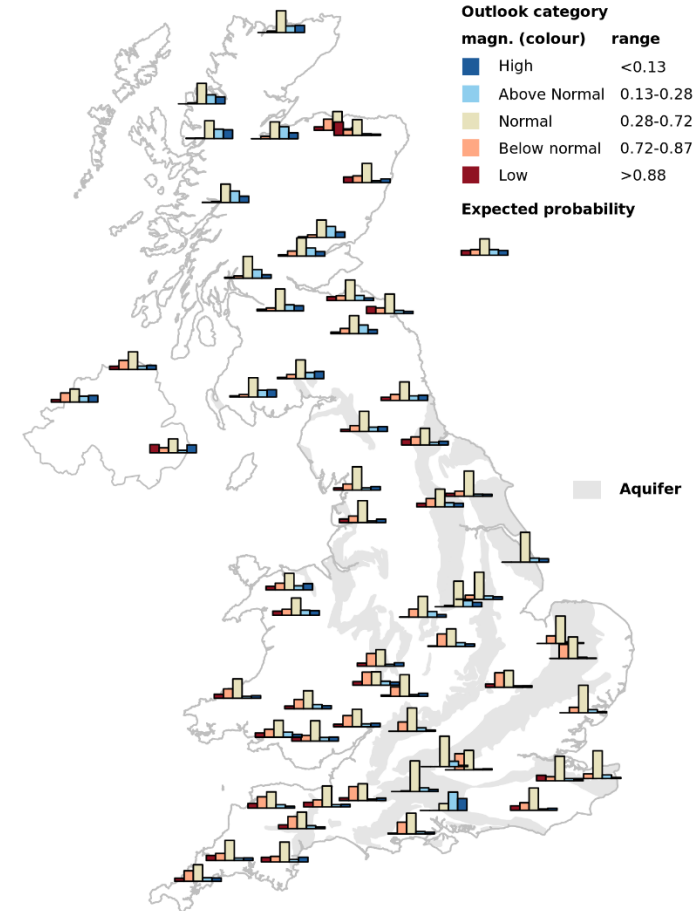 Outlook category
magn. (colour) range
High <0.13
Above Normal 0.13-0.28
Normal 0.28-0.72
Below normal 0.72-0.87
Low >0.88
Expected probability
Aquifer